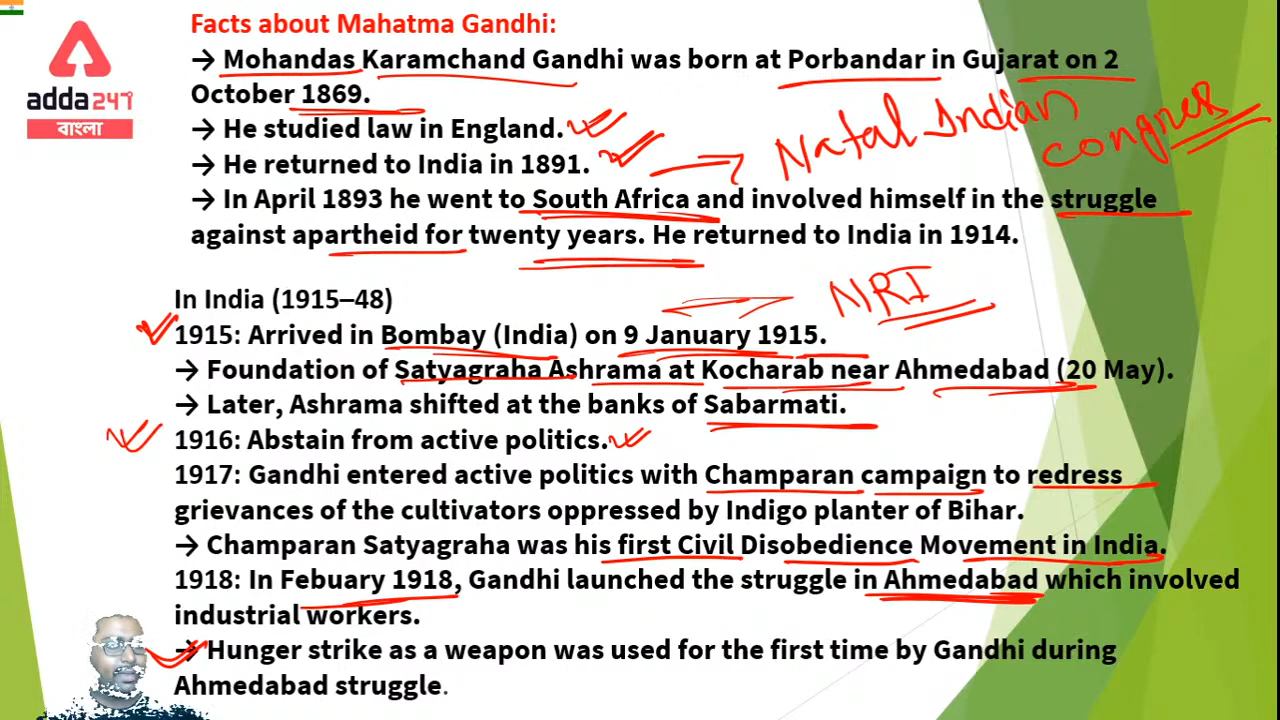 Facts about Mahatma Gandhi:
→ Mohandas Karamchand Gandhi was born at Porbandar in Gujarat on 2
October 1869.
→ He studied law in England.
→ He returned to India in 1891.
→ In April 1893 he went to South Africa and involved himself in the struggle
against apartheid for twenty years. He returned to India in 1914.
adda247
বাংলা
Natal Indian
congres
In India (1915–48)
NRI
1915: Arrived in Bombay (India) on 9 January 1915.
→ Foundation of Satyagraha Ashrama at Kocharab near Ahmedabad (20 May).
→ Later, Ashrama shifted at the banks of Sabarmati.
1916: Abstain from active politics.
1917: Gandhi entered active politics with Champaran campaign to redress
grievances of the cultivators oppressed by Indigo planter of Bihar.
→ Champaran Satyagraha was his first Civil Disobedience Movement in India.
1918: In Febuary 1918, Gandhi launched the struggle in Ahmedabad which involved
industrial workers.
→ Hunger strike as a weapon was used for the first time by Gandhi during
Ahmedabad struggle.